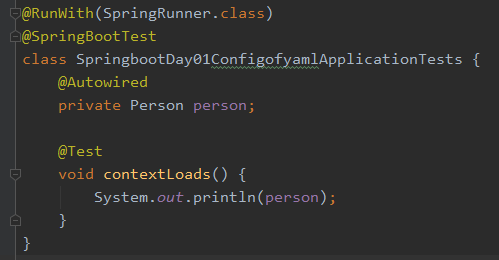 @RunWith(SpringRunner.class)
@SpringBootTest
class SpringbootDay01ConfigofyamlApplicationTests {
    @Autowired
    private Person person;

    @Test
    void contextLoads() {
        System.out.println(person);
    }
}